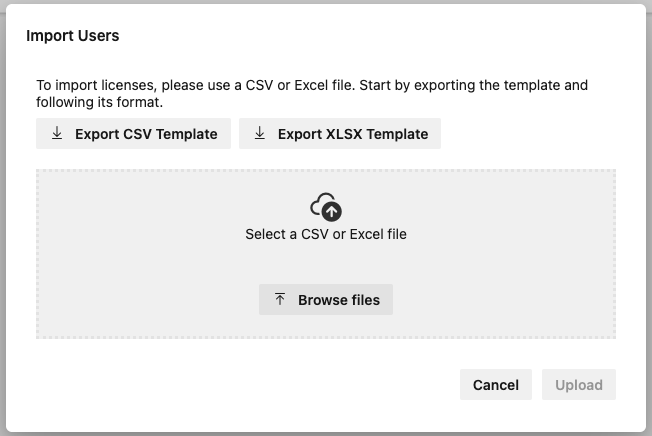 Import Users
To import licenses, please use a CSV or Excel file. Start by exporting the template and
following its format.
Export CSV Template
Export XLSX Template
Select a CSV or Excel file
Browse files
Cancel
Upload